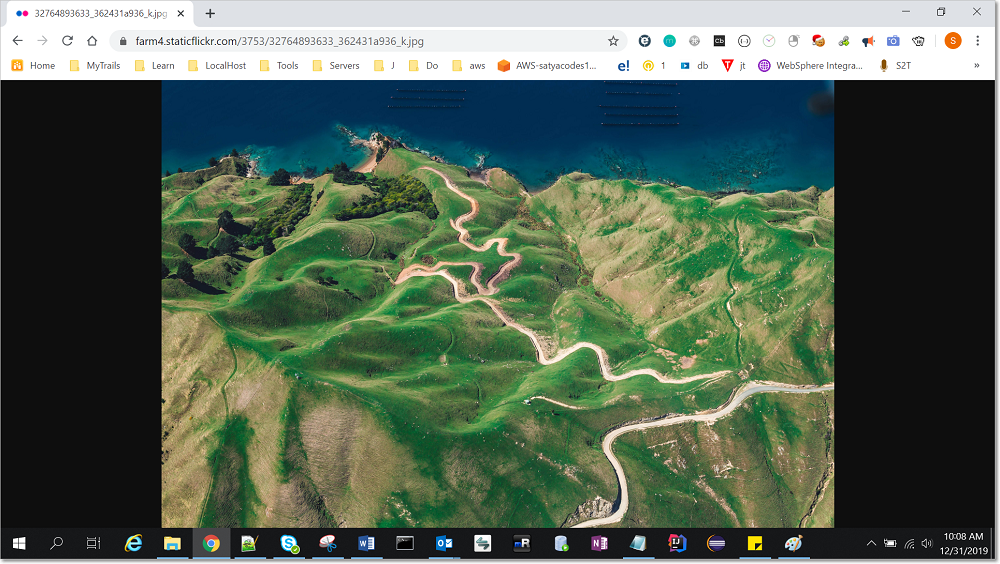 32764893633_362431a936_k.jpg
farm4.staticflickr.com/3753/32764893633_362431a936_k.jpg
Home MyTrails Learn LocalHost Tools Servers J Do aws AWS-satyacodes1... e! 1 db jt WebSphere Integra... S2T »
10:08 AM
12/31/2019